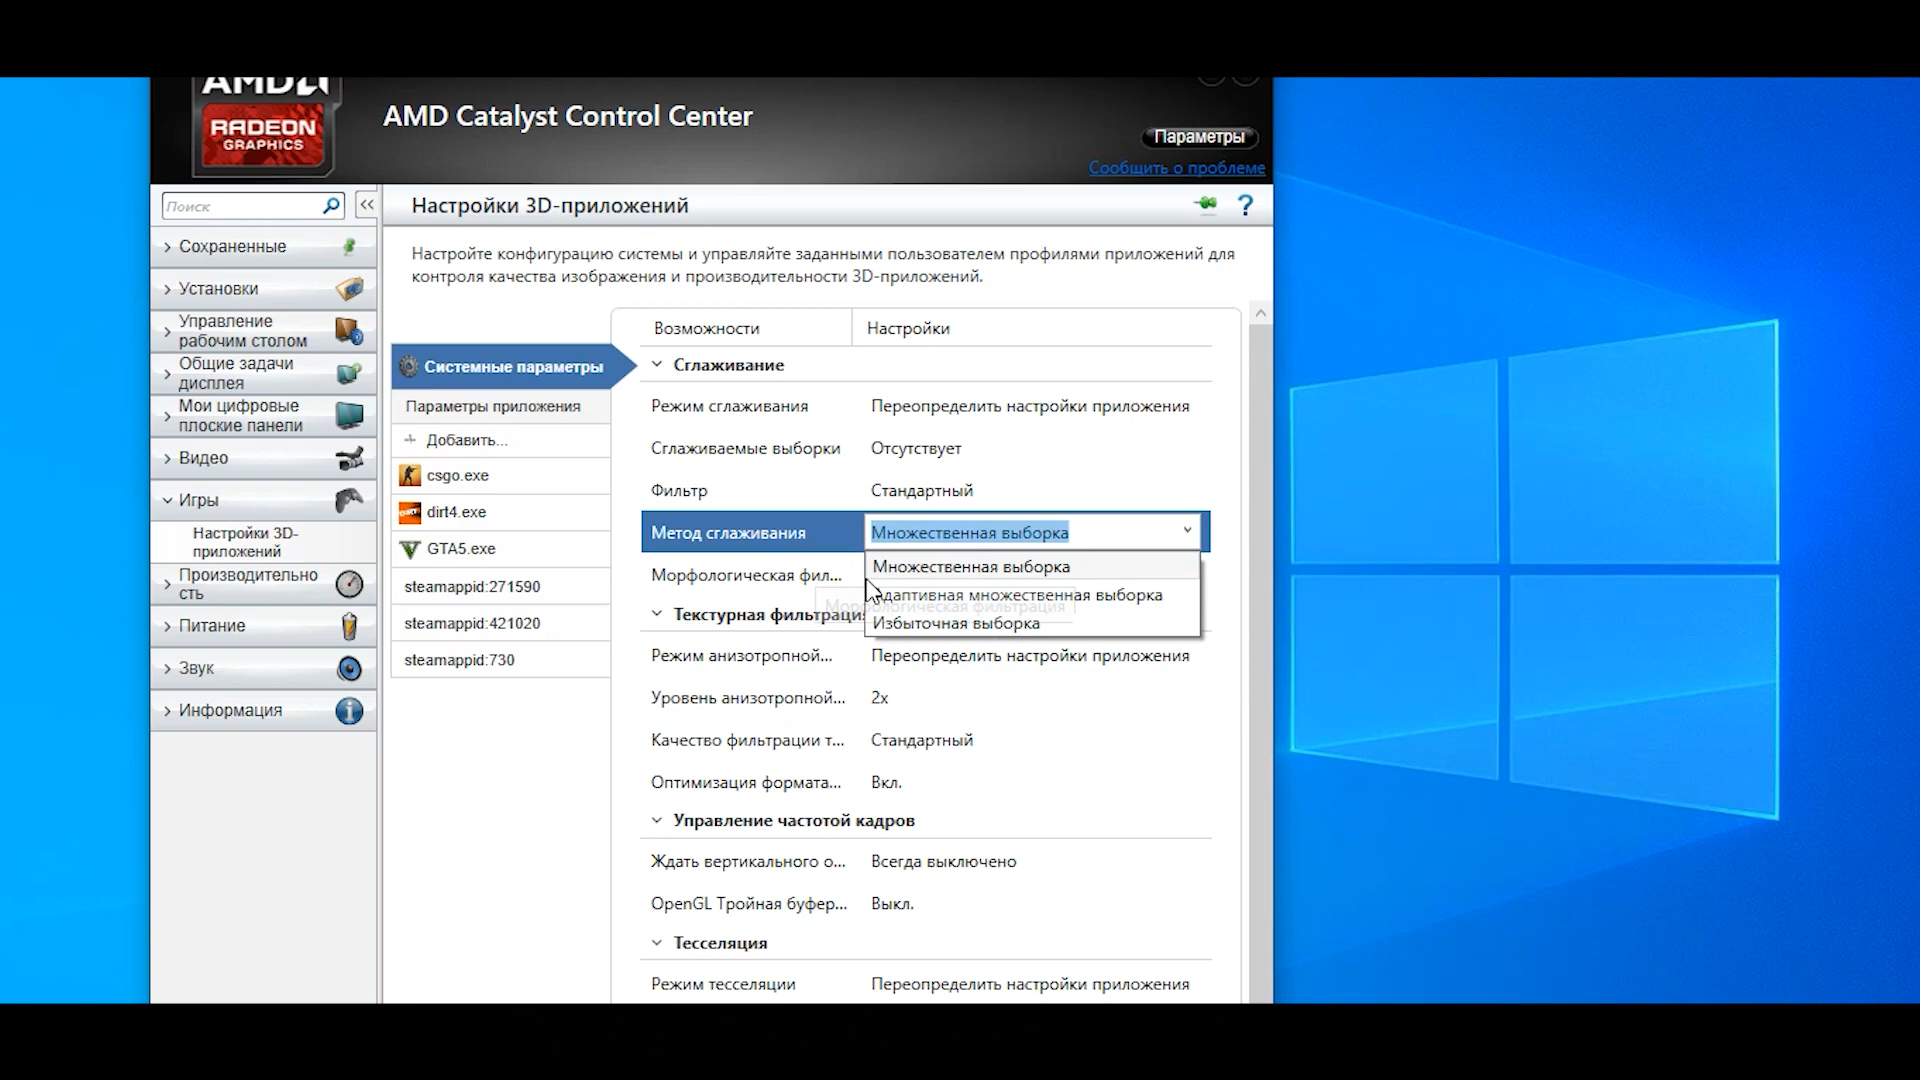 AMD
RADEON
GRAPHICS
AMD Catalyst Control Center
Параметры
Сообщить о проблеме
Поиск
Сохраненные
Установки
Управление
рабочим столом
Общие задачи
дисплея
Мои цифровые
плоские панели
Видео
Игры
Настройки 3D-
приложений
Производительно
сть
Питание
Звук
Информация
Настройки 3D-приложений
?
Настройте конфигурацию системы и управляйте заданными пользователем профилями приложений для
контроля качества изображения и производительности 3D-приложений.
Системные параметры
Параметры приложения
Добавить...
csgo.exe
dirt4.exe
GTA5.exe
steamappid:271590
steamappid:421020
steamappid:730
Возможности Настройки
Сглаживание
Режим сглаживания Переопределить настройки приложения
Сглаживаемые выборки Отсутствует
Фильтр Стандартный
Метод сглаживания Множественная выборка
Множественная выборка
Морфологическая фил...
Адаптивная множественная выборка
Морфологическая фильтрация
Текстурная фильтрация
Избыточная выборка
Режим анизотропной... Переопределить настройки приложения
Уровень анизотропной... 2x
Качество фильтрации т... Стандартный
Оптимизация формата... Вкл.
Управление частотой кадров
Ждать вертикального о... Всегда выключено
OpenGL Тройная буфер... Выкл.
Тесселяция
Режим тесселяции Переопределить настройки приложения